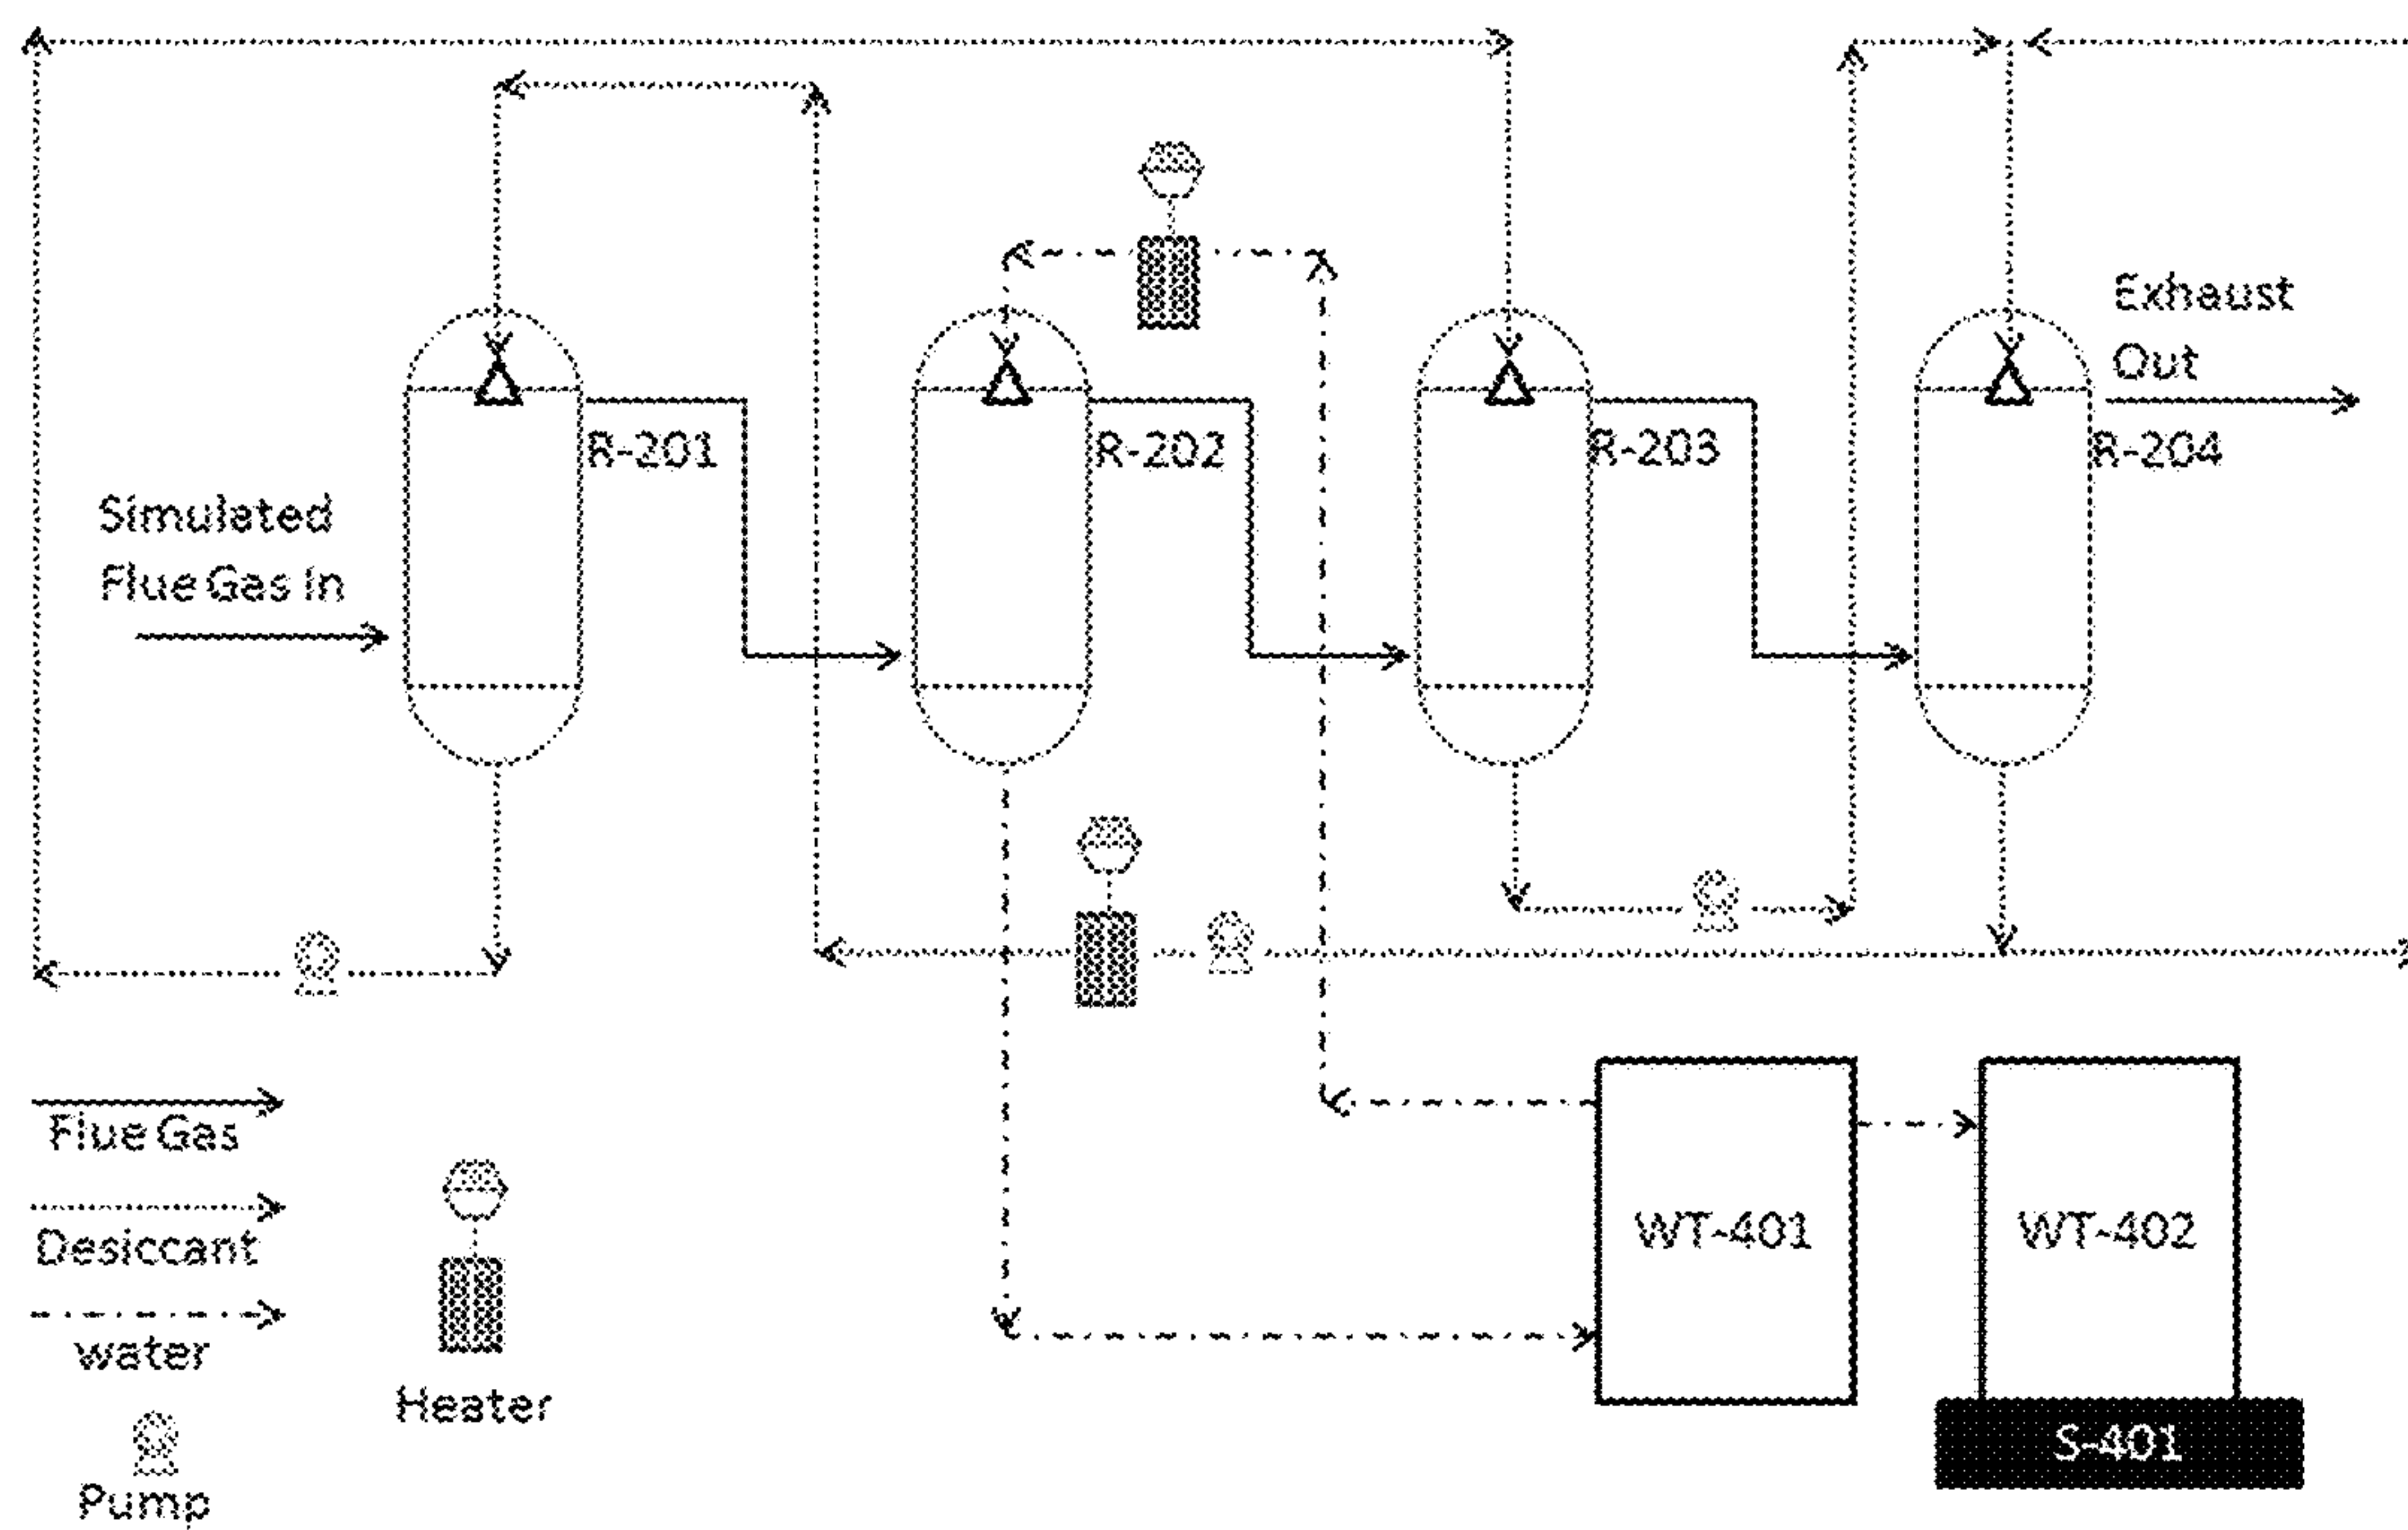 Exhaust
Out
R-201
R-202
R-203
R-204
Simulated
Flue Gas In
Flue Gas
Desiccant
water
Pump
Heater
WT-401
WT-402
S-401